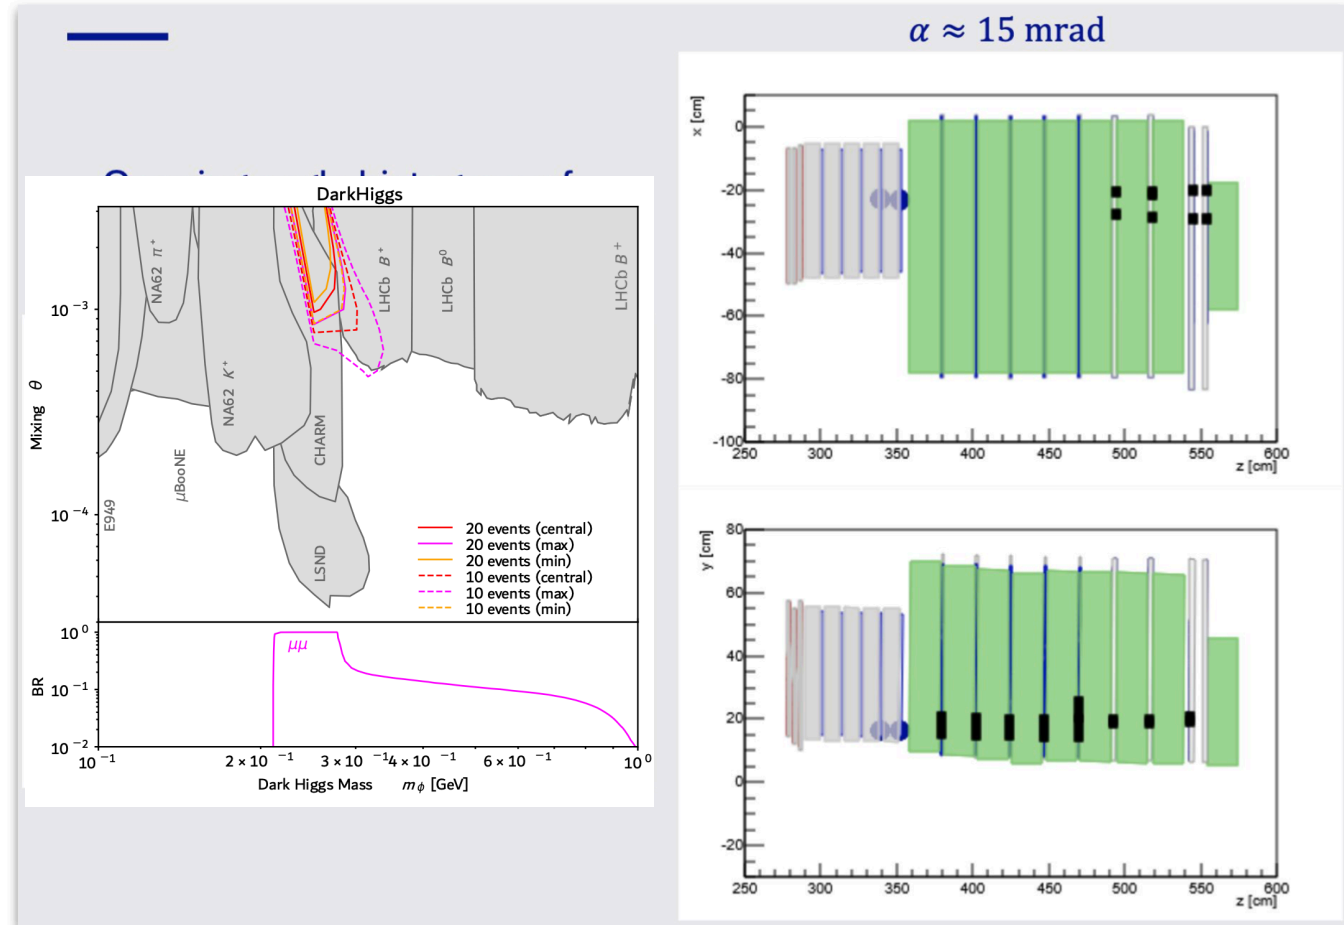 α ≈ 15 mrad
DarkHiggs
Mixing θ
10⁻³
10⁻⁴
NA62 π⁺
NA62 K⁺
LHCb B⁺
LHCb B⁰
LHCb B⁺
E949
μBooNE
CHARM
LSND
20 events (central)
20 events (max)
20 events (min)
10 events (central)
10 events (max)
10 events (min)
BR
10⁰
10⁻¹
10⁻²
μμ
10⁻¹ 2 × 10⁻¹ 3 × 10⁻¹ 4 × 10⁻¹ 6 × 10⁻¹ 10⁰
Dark Higgs Mass mϕ [GeV]
x [cm]
0
-20
-40
-60
-80
-100
250 300 350 400 450 500 550 600
z [cm]
y [cm]
80
60
40
20
0
-20
250 300 350 400 450 500 550 600
z [cm]